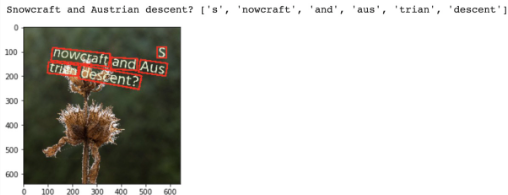 Snowcraft and Austrian descent? ['s', 'nowcraft', 'and', 'aus', 'trian', 'descent']
0
100
200
300
400
500
600
S
nowcraft and Aus
trian descent?
0 100 200 300 400 500 600